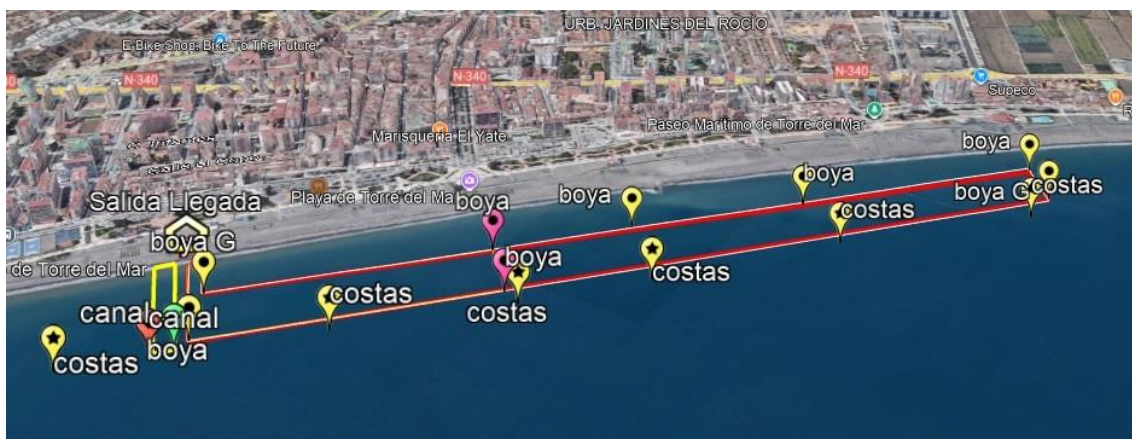 URB. JARDINES DEL ROCIO
E-Bike Shop: Bike To The Future
N-340
N-340
N-340
Supeco
R
Marisquería El Yate
Paseo Marítimo de Torre del Mar
boya
boya
Playa de Torre del Ma
boya G
costas
Salida Llegada
boya
boya
costas
boya G
boya
de Torre del Mar
costas
costas
canal
canal
costas
boya
costas